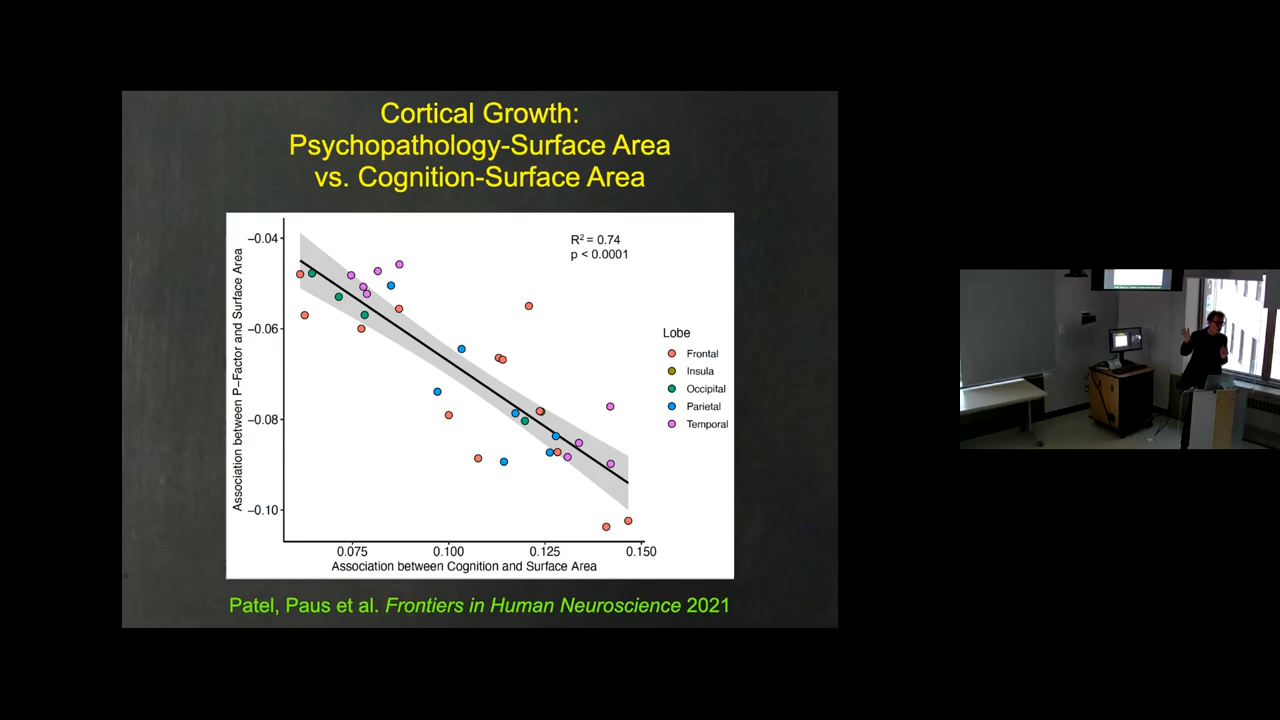 Cortical Growth:
Psychopathology-Surface Area
vs. Cognition-Surface Area
R² = 0.74
p < 0.0001
Association between P−Factor and Surface Area
−0.04
−0.06
−0.08
−0.10
0.075
0.100
0.125
0.150
Association between Cognition and Surface Area
Lobe
Frontal
Insula
Occipital
Parietal
Temporal
Patel, Paus et al. Frontiers in Human Neuroscience 2021